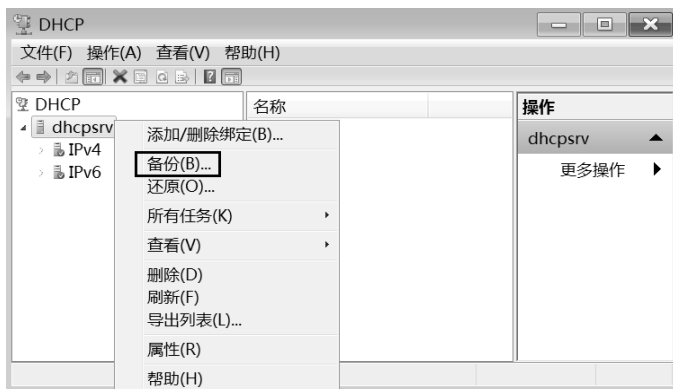 DHCP
文件(F) 操作(A) 查看(V) 帮助(H)
DHCP
dhcpsrv
IPv4
IPv6
名称
添加/删除绑定(B)...
备份(B)...
还原(O)...
所有任务(K)
查看(V)
删除(D)
刷新(F)
导出列表(L)...
属性(R)
帮助(H)
操作
dhcpsrv
更多操作